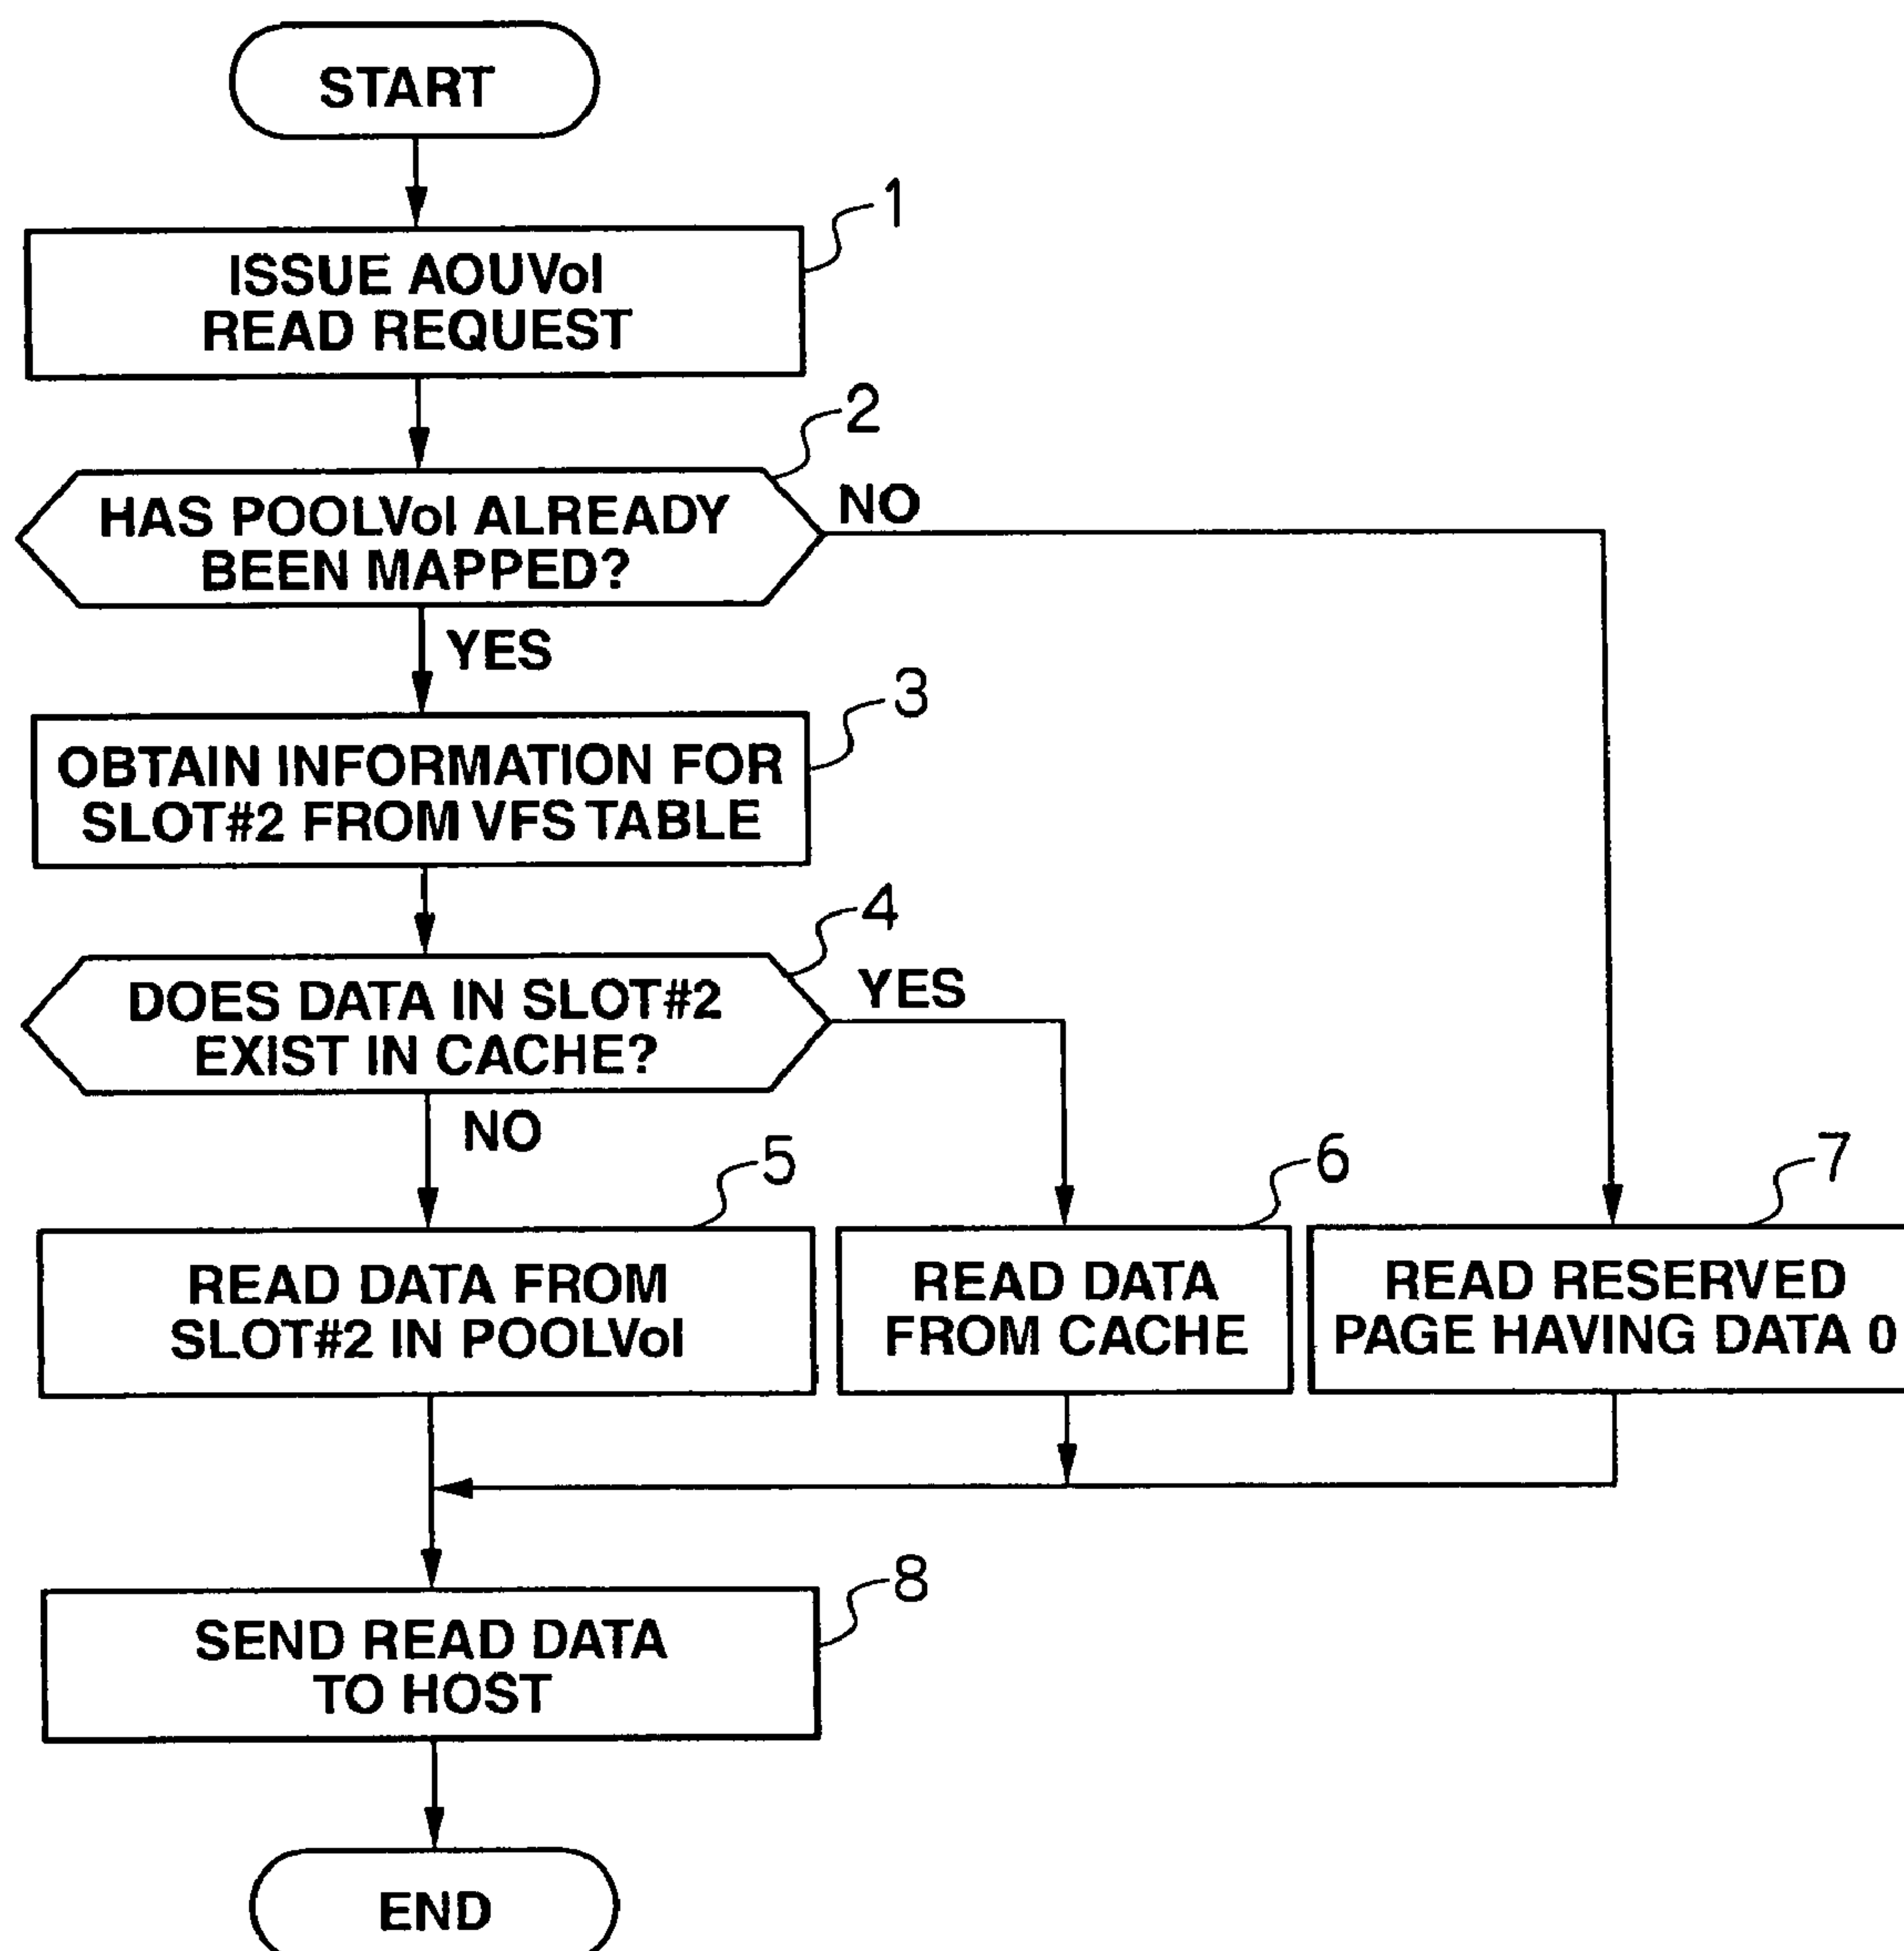 START
1
ISSUE AOUVol
READ REQUEST
2
HAS POOLVol ALREADY
BEEN MAPPED?
NO
YES
3
OBTAIN INFORMATION FOR
SLOT#2 FROM VFS TABLE
4
DOES DATA IN SLOT#2
EXIST IN CACHE?
YES
NO
5
READ DATA FROM
SLOT#2 IN POOLVol
6
READ DATA
FROM CACHE
7
READ RESERVED
PAGE HAVING DATA 0
8
SEND READ DATA
TO HOST
END